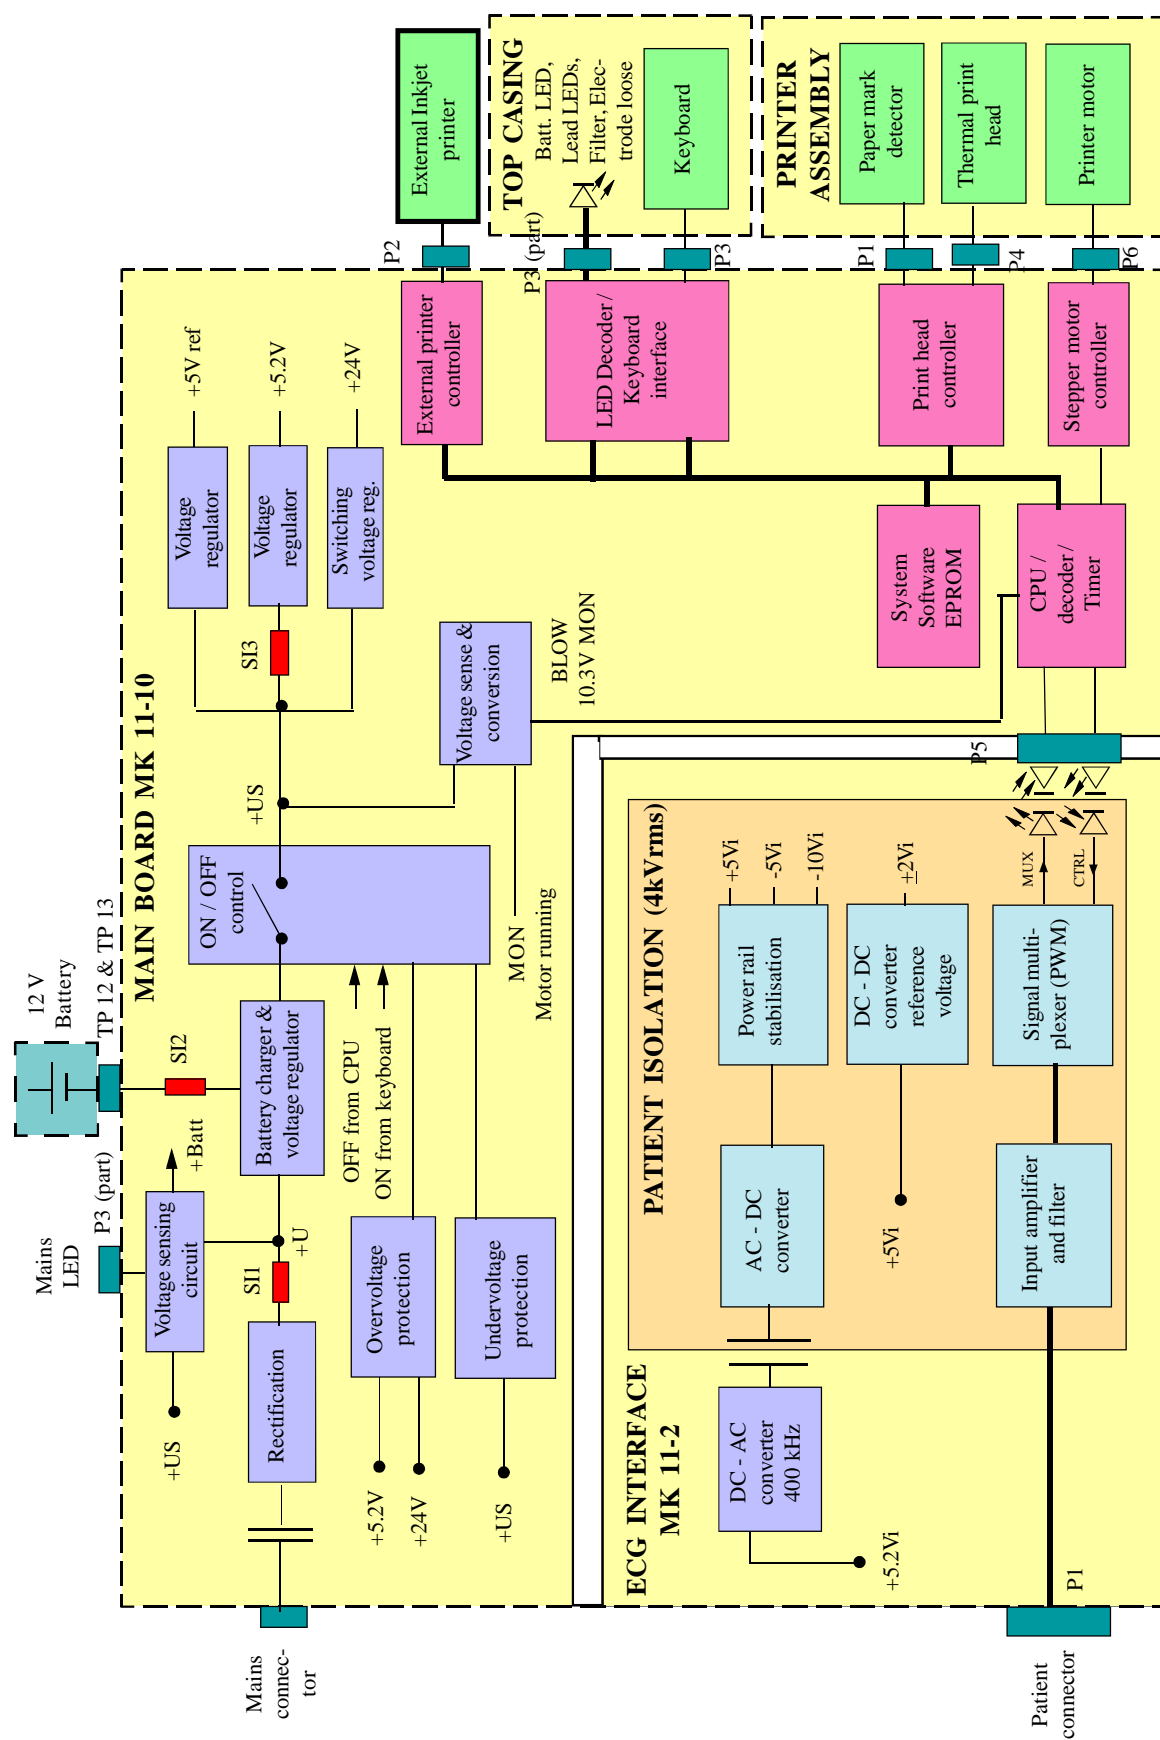 Mains
connec-
tor
Mains
LED
P3 (part)
12 V
Battery
TP 12 & TP 13
MAIN BOARD MK 11-10
+US
Voltage sensing
circuit
+Batt
SI2
Rectification
SI1
+U
Battery charger &
voltage regulator
ON / OFF
control
OFF from CPU
ON from keyboard
+5.2V
+24V
Overvoltage
protection
+US
Undervoltage
protection
MON
Motor running
+US
Voltage sense &
conversion
BLOW
10.3V MON
SI3
Voltage
regulator
+5V ref
Voltage
regulator
+5.2V
Switching
voltage reg.
+24V
External printer
controller
P2
External Inkjet
printer
TOP CASING
Batt. LED,
Lead LEDs,
Filter, Elec-
trode loose
P3 (part)
LED Decoder /
Keyboard
interface
P3
Keyboard
PRINTER
ASSEMBLY
Paper mark
detector
Thermal print
head
Printer motor
P1
P4
P6
Print head
controller
Stepper motor
controller
System
Software
EPROM
CPU /
decoder /
Timer
P5
ECG INTERFACE
MK 11-2
DC - AC
converter
400 kHz
+5.2Vi
PATIENT ISOLATION (4kVrms)
AC - DC
converter
Power rail
stabilisation
+5Vi
-5Vi
-10Vi
+5Vi
DC - DC
converter
reference
voltage
±2Vi
Input amplifier
and filter
Signal multi-
plexer (PWM)
MUX
CTRL
P1
Patient
connector